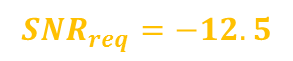 SNR_req = −12.5